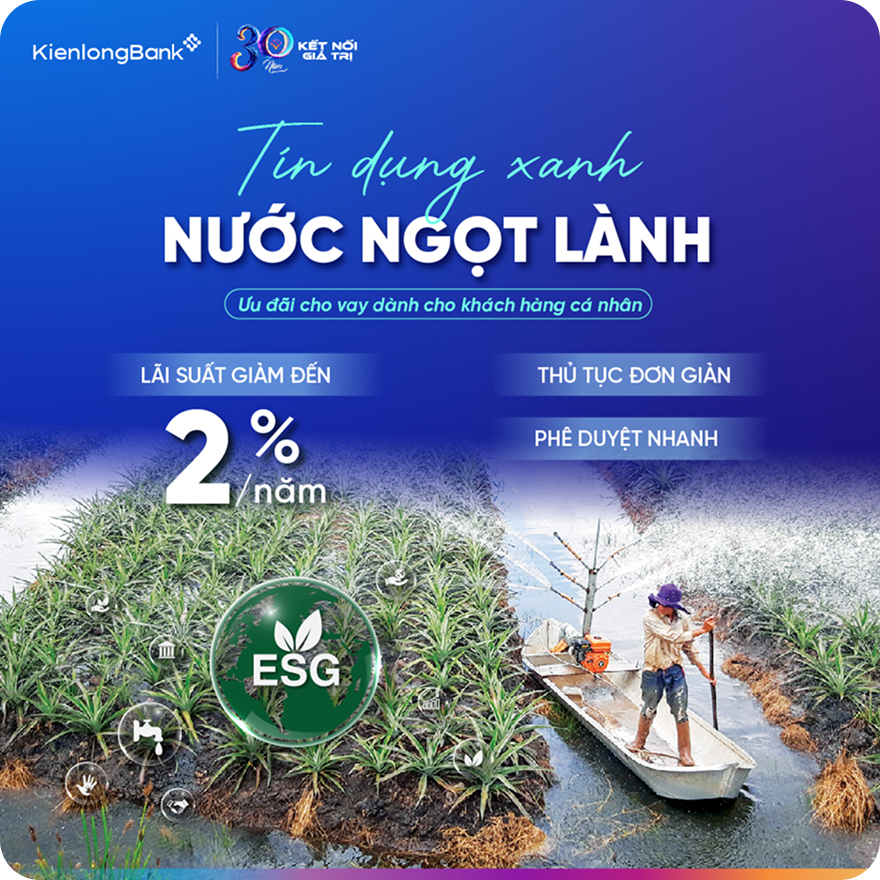 KienlongBank
30 Năm
KẾT NỐI
GIÁ TRỊ
Tín dụng xanh
NƯỚC NGỌT LÀNH
Ưu đãi cho vay dành cho khách hàng cá nhân
LÃI SUẤT GIẢM ĐẾN
2%/năm
THỦ TỤC ĐƠN GIẢN
PHÊ DUYỆT NHANH
ESG